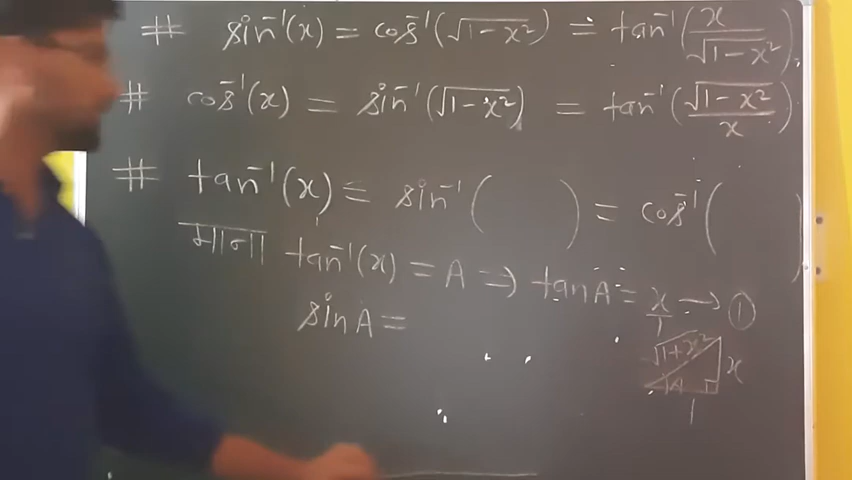 # sin⁻¹(x) = cos⁻¹(√(1-x²)) = tan⁻¹(x/√(1-x²)),
# cos⁻¹(x) = sin⁻¹(√(1-x²)) = tan⁻¹(√(1-x²)/x)
# tan⁻¹(x) = sin⁻¹( ) = cos⁻¹( )
माना tan⁻¹(x) = A ⇒ tanA = x/1 → ①
sinA =
√(1+x²) x
A
1